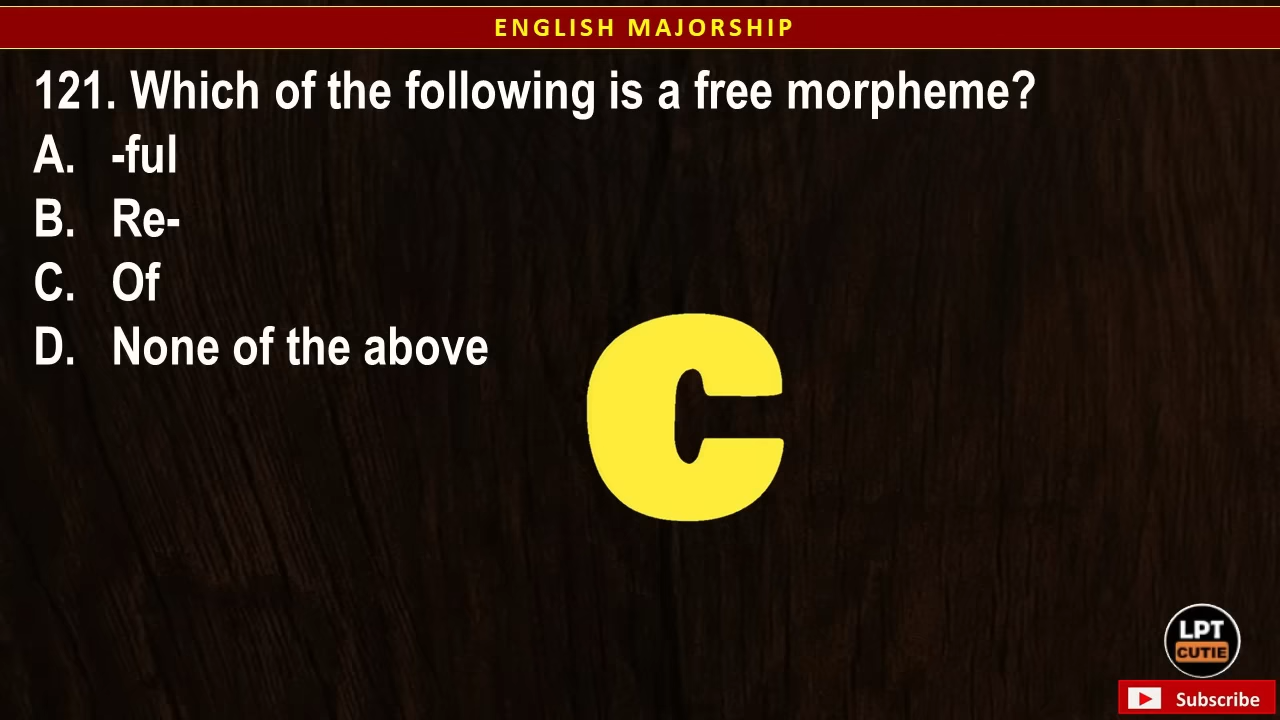 ENGLISH MAJORSHIP
121. Which of the following is a free morpheme?
A. -ful
B. Re-
C. Of
D. None of the above
C
LPT
CUTIE
Subscribe